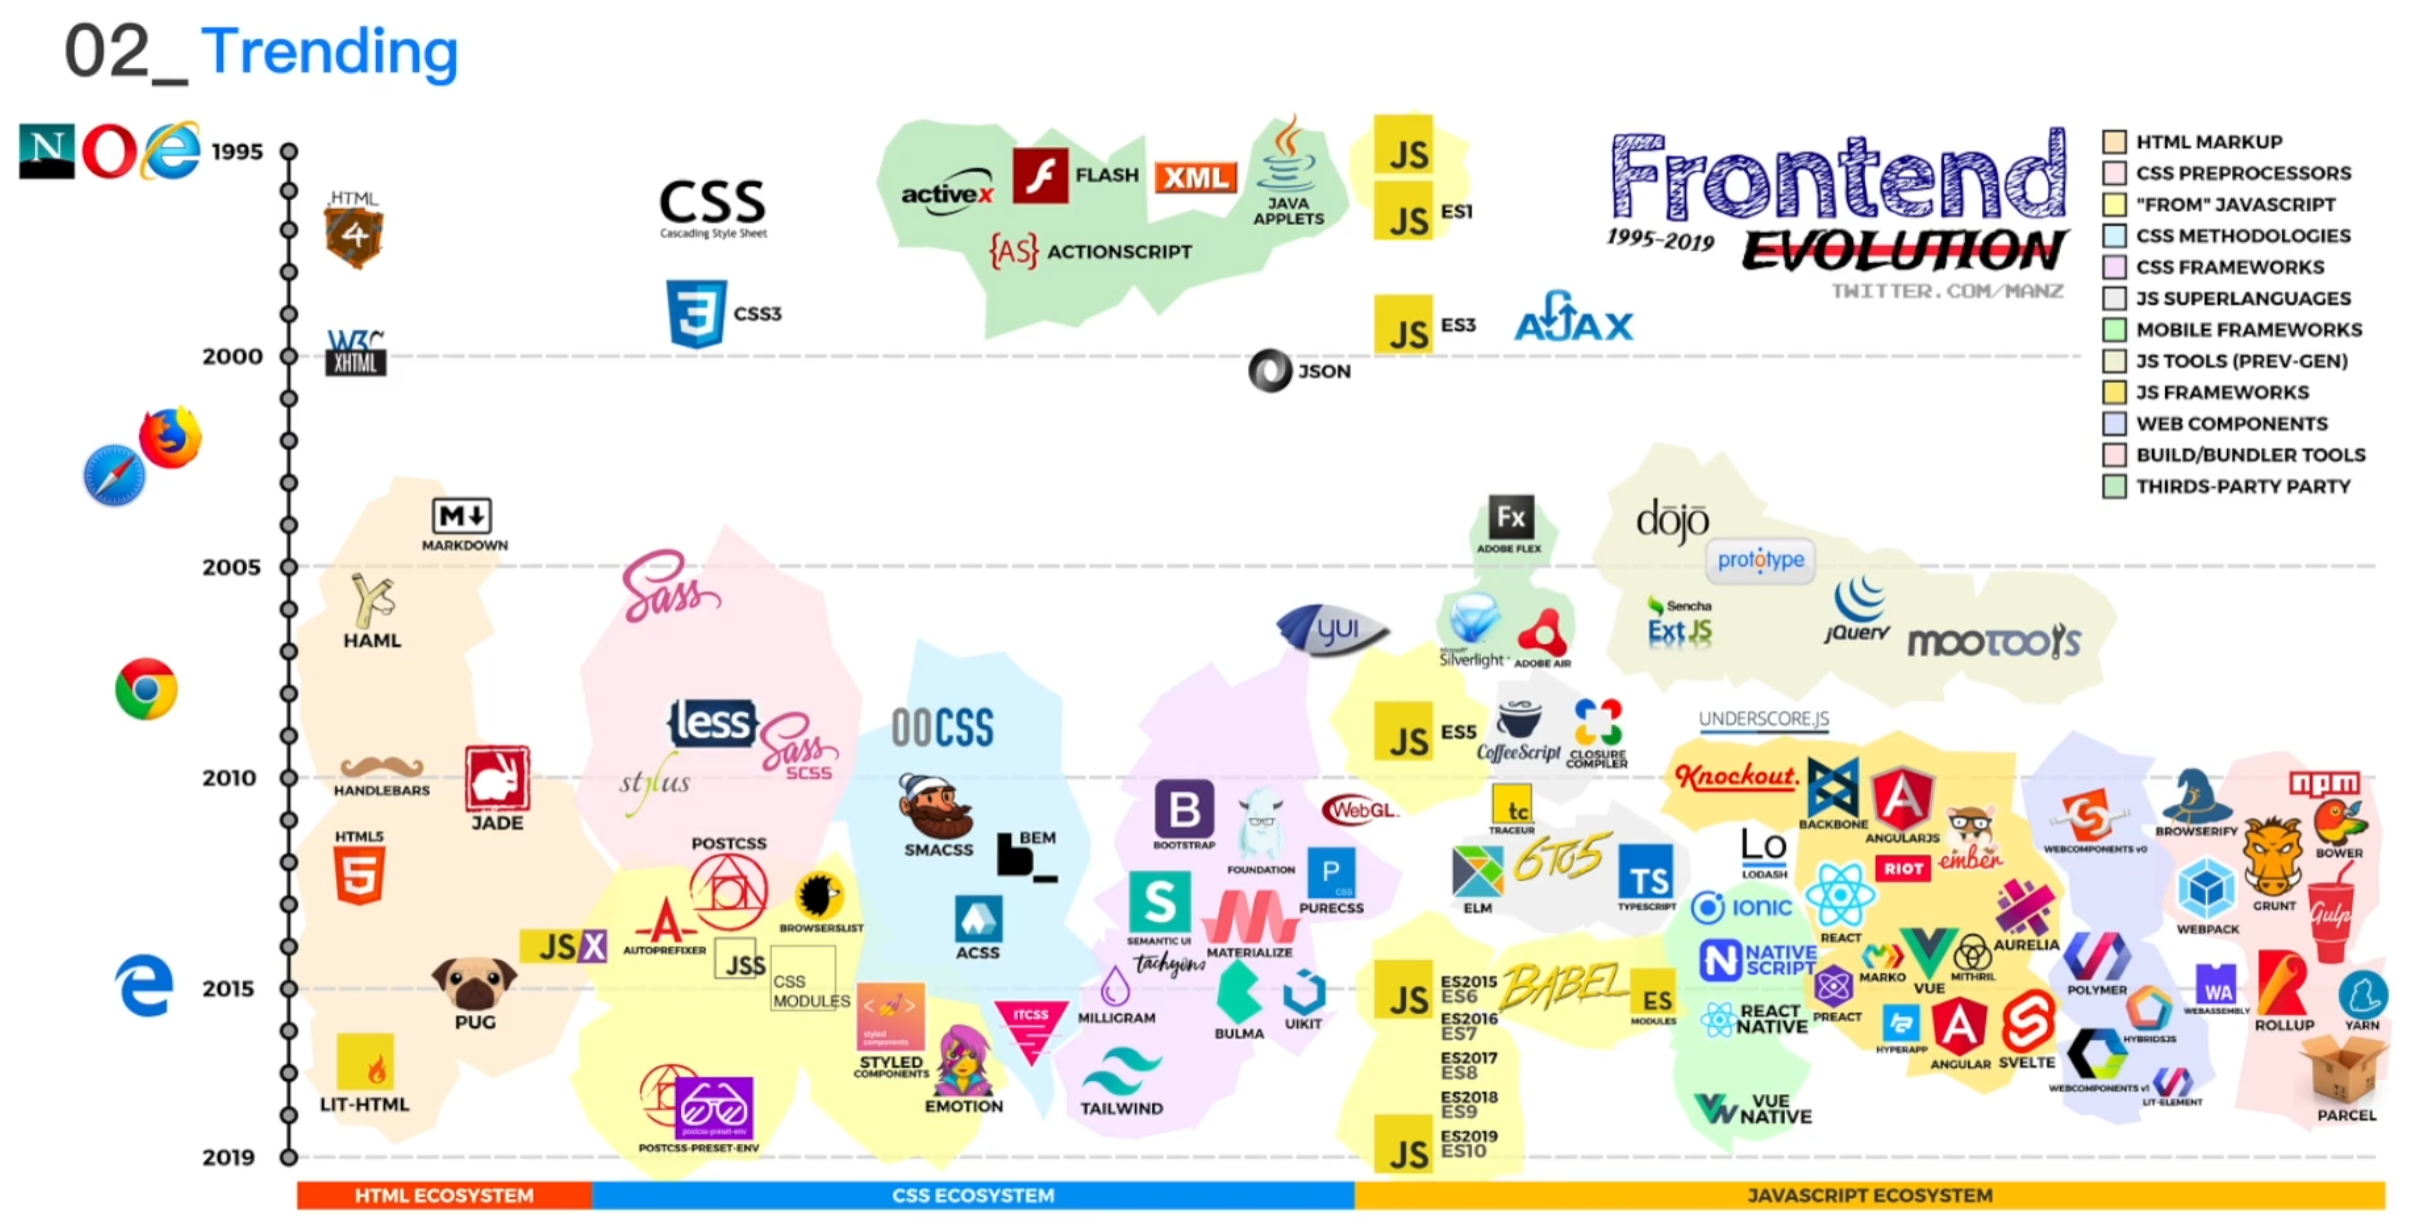 02_ Trending
N
1995
HTML
4
CSS
Cascading Style Sheet
activex
FLASH
XML
JAVA
APPLETS
{AS} ACTIONSCRIPT
JS
JS ES1
Frontend
1995-2019
EVOLUTION
TWITTER.COM/MANZ
HTML MARKUP
CSS PREPROCESSORS
"FROM" JAVASCRIPT
CSS METHODOLOGIES
CSS FRAMEWORKS
JS SUPERLANGUAGES
MOBILE FRAMEWORKS
JS TOOLS (PREV-GEN)
JS FRAMEWORKS
WEB COMPONENTS
BUILD/BUNDLER TOOLS
THIRDS-PARTY PARTY
3 CSS3
JS ES3
AJAX
2000
W3C
XHTML
JSON
M
MARKDOWN
Fx
ADOBE FLEX
dōjō
prototype
2005
HAML
Sass
YUI
Microsoft
Silverlight
ADOBE AIR
Sencha
Ext JS
jQuery
mootools
less
Sass
SCSS
stylus
OOCSS
JS ES5
CoffeeScript
CLOSURE
COMPILER
UNDERSCORE.JS
2010
HANDLEBARS
JADE
SMACSS
BEM
B
BOOTSTRAP
FOUNDATION
WebGL
tc
TRACEUR
Knockout.
BACKBONE
A
ANGULARJS
ember
WEBCOMPONENTS v0
BROWSERIFY
npm
BOWER
HTML5
5
POSTCSS
AUTOPREFIXER
BROWSERSLIST
JSS
CSS
MODULES
ACSS
S
SEMANTIC UI
MATERIALIZE
P
CSS
PURECSS
ELM
6TO5
TS
TYPESCRIPT
Lo
LODASH
IONIC
REACT
RIOT
AURELIA
WEBPACK
GRUNT
Gulp
JSX
PUG
2015
tachyons
MILLIGRAM
BULMA
UIKIT
JS
ES2015
ES6
ES2016
ES7
ES2017
ES8
ES2018
ES9
BABEL
ES
MODULES
N NATIVE
SCRIPT
REACT
NATIVE
PREACT
MARKO
VUE
MITHRIL
HYPERAPP
A
ANGULAR
SVELTE
POLYMER
HYBRIDSJS
WEBCOMPONENTS v1
LIT-ELEMENT
WA
WEBASSEMBLY
ROLLUP
YARN
PARCEL
LIT-HTML
styled
components
STYLED
COMPONENTS
EMOTION
ITCSS
TAILWIND
postcss-preset-env
POSTCSS-PRESET-ENV
VUE
NATIVE
2019
JS ES2019
ES10
HTML ECOSYSTEM
CSS ECOSYSTEM
JAVASCRIPT ECOSYSTEM